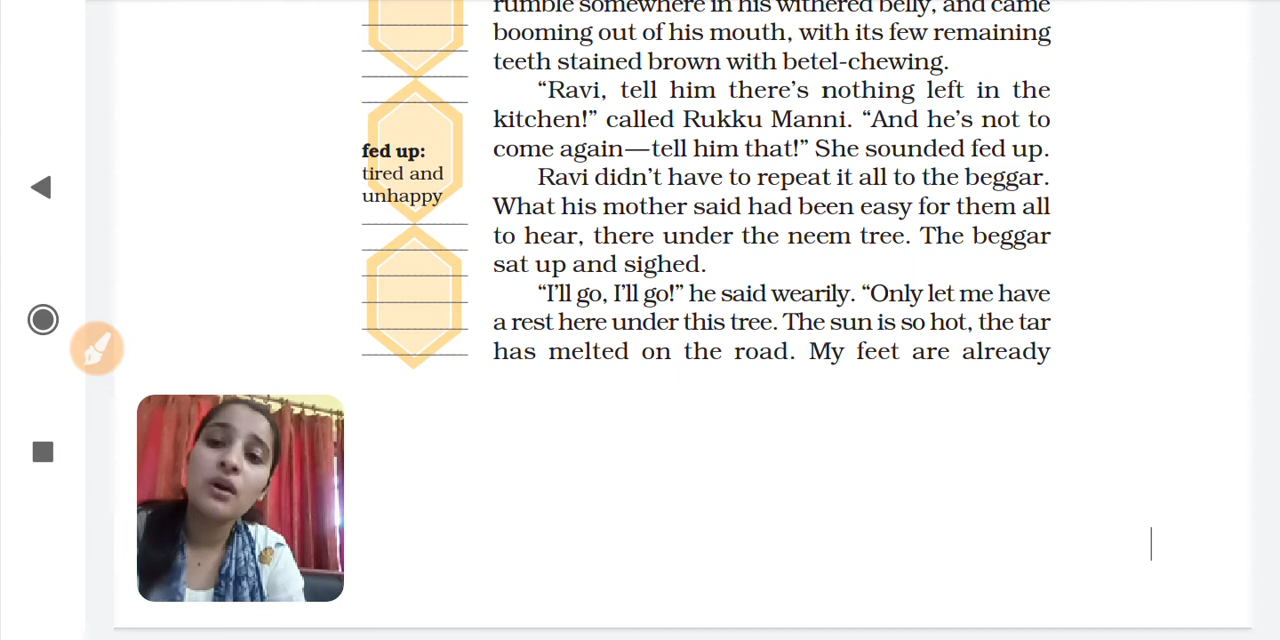 rumble somewhere in his withered belly, and came
booming out of his mouth, with its few remaining
teeth stained brown with betel-chewing.
“Ravi, tell him there’s nothing left in the
kitchen!” called Rukku Manni. “And he’s not to
come again—tell him that!” She sounded fed up.
fed up:
tired and
unhappy
Ravi didn’t have to repeat it all to the beggar.
What his mother said had been easy for them all
to hear, there under the neem tree. The beggar
sat up and sighed.
“I’ll go, I’ll go!” he said wearily. “Only let me have
a rest here under this tree. The sun is so hot, the tar
has melted on the road. My feet are already